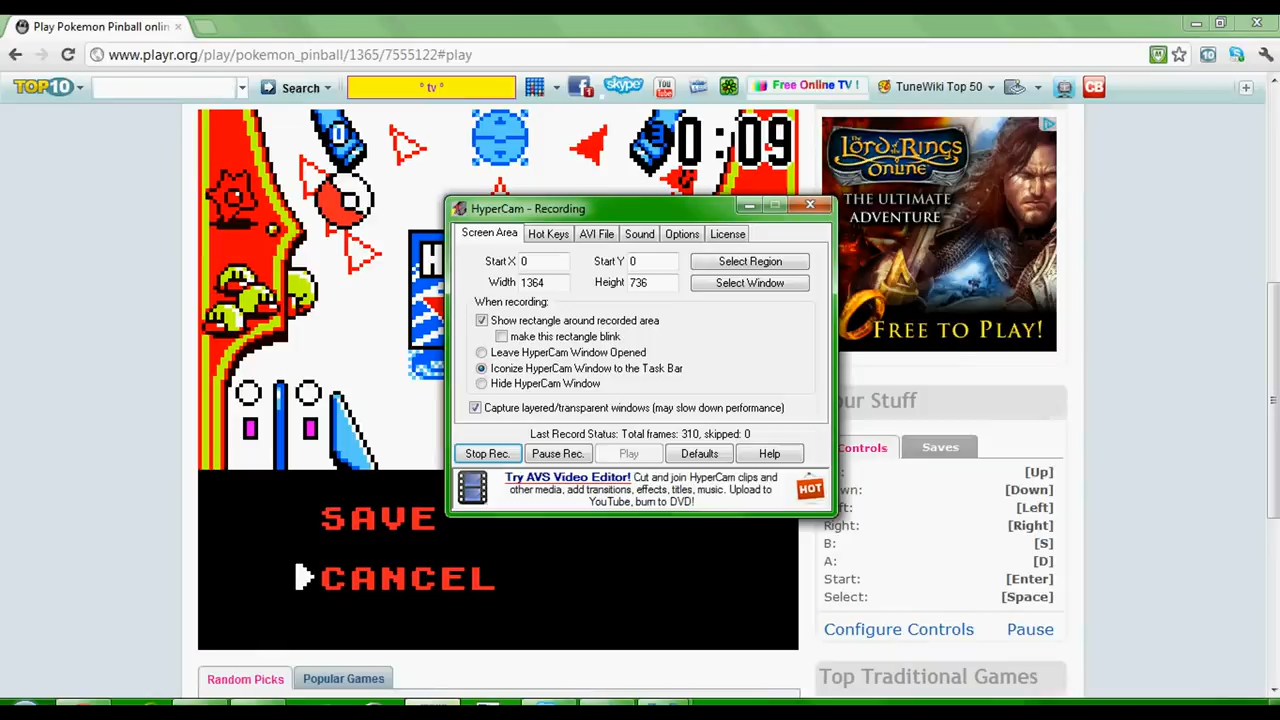 Play Pokemon Pinball onlin
www.playr.org/play/pokemon_pinball/1365/7555122#play
TOP10
Search
° tv °
You Tube
skype
Free Online TV !
TuneWiki Top 50
CB
10
0:09
HyperCam - Recording
Screen Area
Hot Keys
AVI File
Sound
Options
License
Start X 0
Start Y 0
Select Region
Width 1364
Height 736
Select Window
When recording:
Show rectangle around recorded area
make this rectangle blink
Leave HyperCam Window Opened
Iconize HyperCam Window to the Task Bar
Hide HyperCam Window
Capture layered/transparent windows (may slow down performance)
Last Record Status: Total frames: 310, skipped: 0
Stop Rec.
Pause Rec.
Play
Defaults
Help
Try AVS Video Editor! Cut and join HyperCam clips and
other media, add transitions, effects, titles, music. Upload to
YouTube, burn to DVD!
HOT
SAVE
CANCEL
The Lord of the Rings
Online
THE ULTIMATE
ADVENTURE
FREE TO PLAY!
our Stuff
Controls
Saves
: [Up]
own: [Down]
eft: [Left]
Right: [Right]
B: [S]
A: [D]
Start: [Enter]
Select: [Space]
Configure Controls
Pause
Top Traditional Games
Random Picks
Popular Games